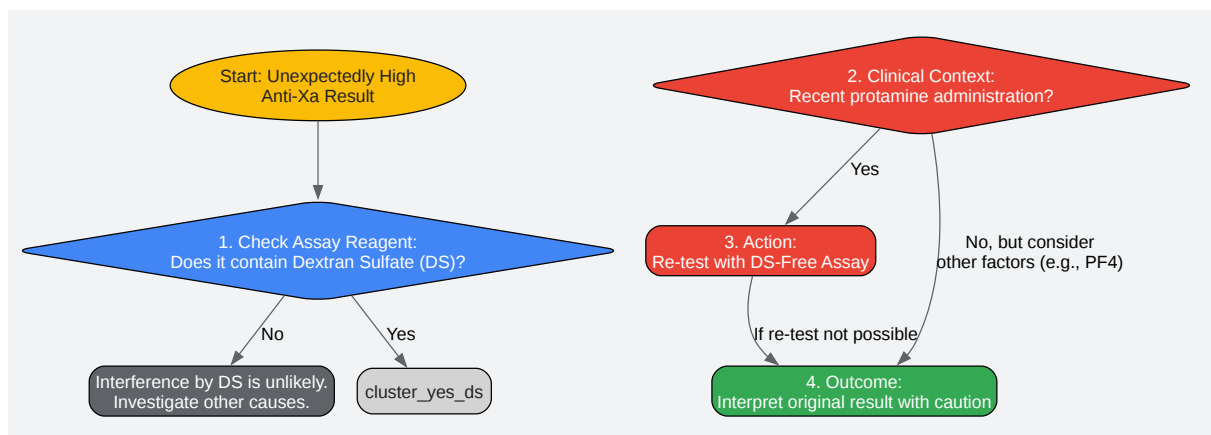 Start: Unexpectedly High
Anti-Xa Result
1. Check Assay Reagent:
Does it contain Dextran Sulfate (DS)?
No
Yes
Interference by DS is unlikely.
Investigate other causes.
cluster_yes_ds
2. Clinical Context:
Recent protamine administration?
Yes
3. Action:
Re-test with DS-Free Assay
No, but consider
other factors (e.g., PF4)
If re-test not possible
4. Outcome:
Interpret original result with caution